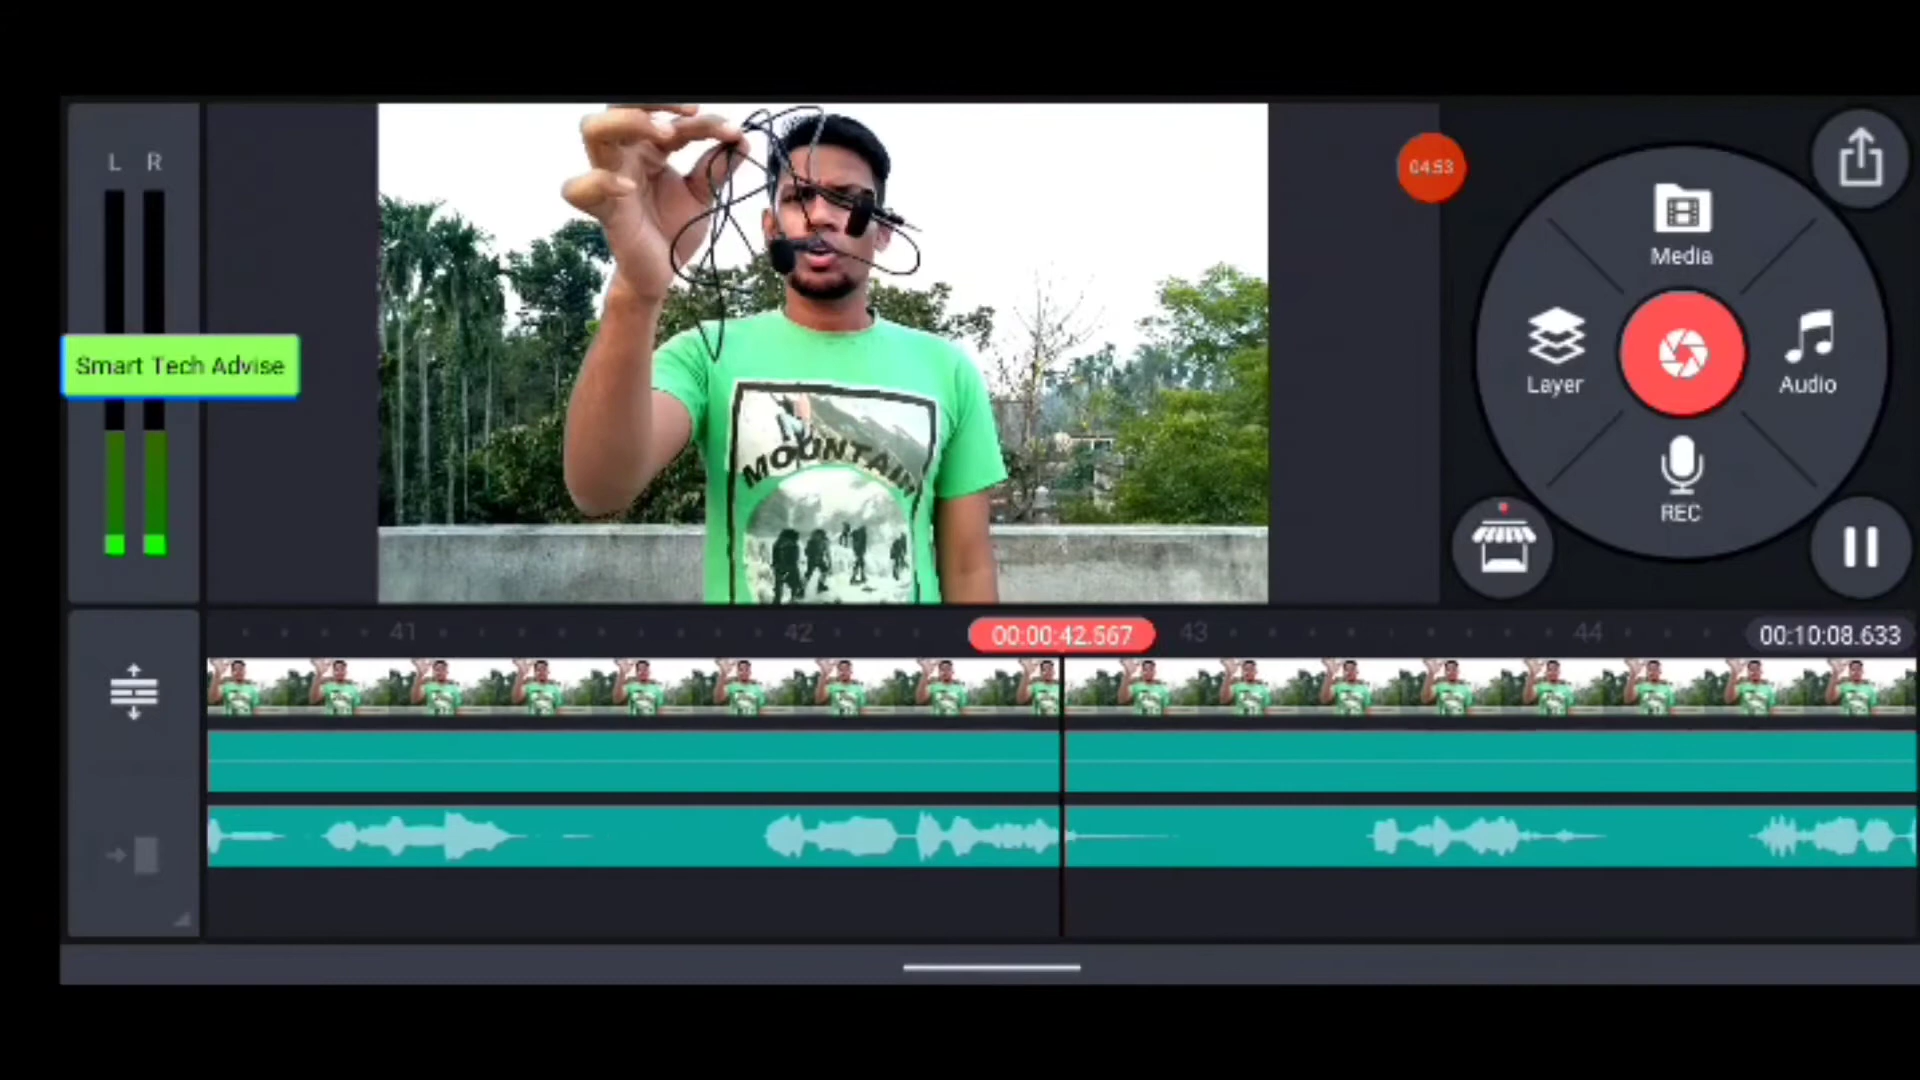 L R
04:53
Media
Smart Tech Advise
Layer
Audio
MOUNTAIN
REC
41
42
00:00:42.567
43
44
00:10:08.633